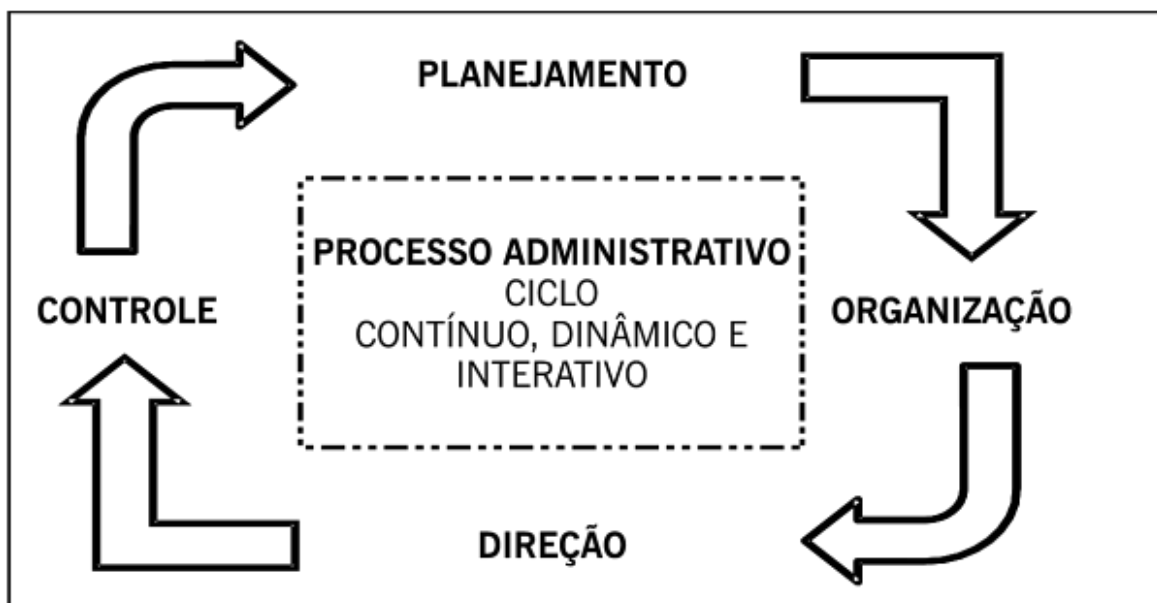 PLANEJAMENTO
PROCESSO ADMINISTRATIVO
CICLO
CONTÍNUO, DINÂMICO E
INTERATIVO
CONTROLE
ORGANIZAÇÃO
DIREÇÃO